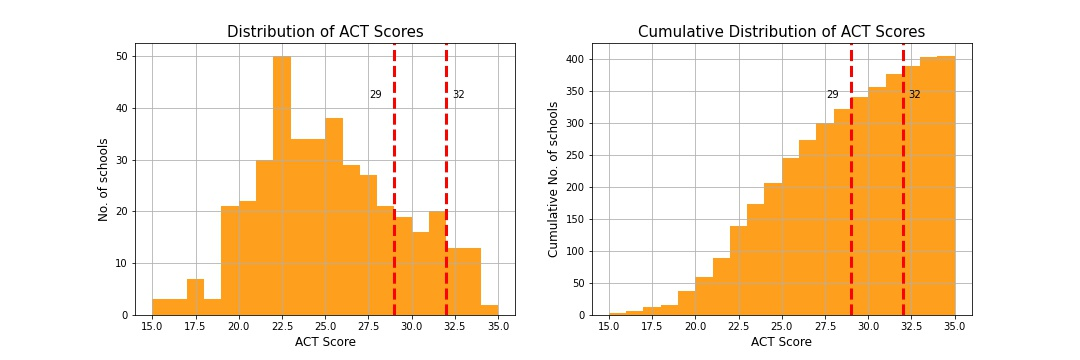 Distribution of ACT Scores
No. of schools
50
40
30
20
10
0
29
32
15.0 17.5 20.0 22.5 25.0 27.5 30.0 32.5 35.0
ACT Score
Cumulative Distribution of ACT Scores
Cumulative No. of schools
400
350
300
250
200
150
100
50
0
29
32
15.0 17.5 20.0 22.5 25.0 27.5 30.0 32.5 35.0
ACT Score